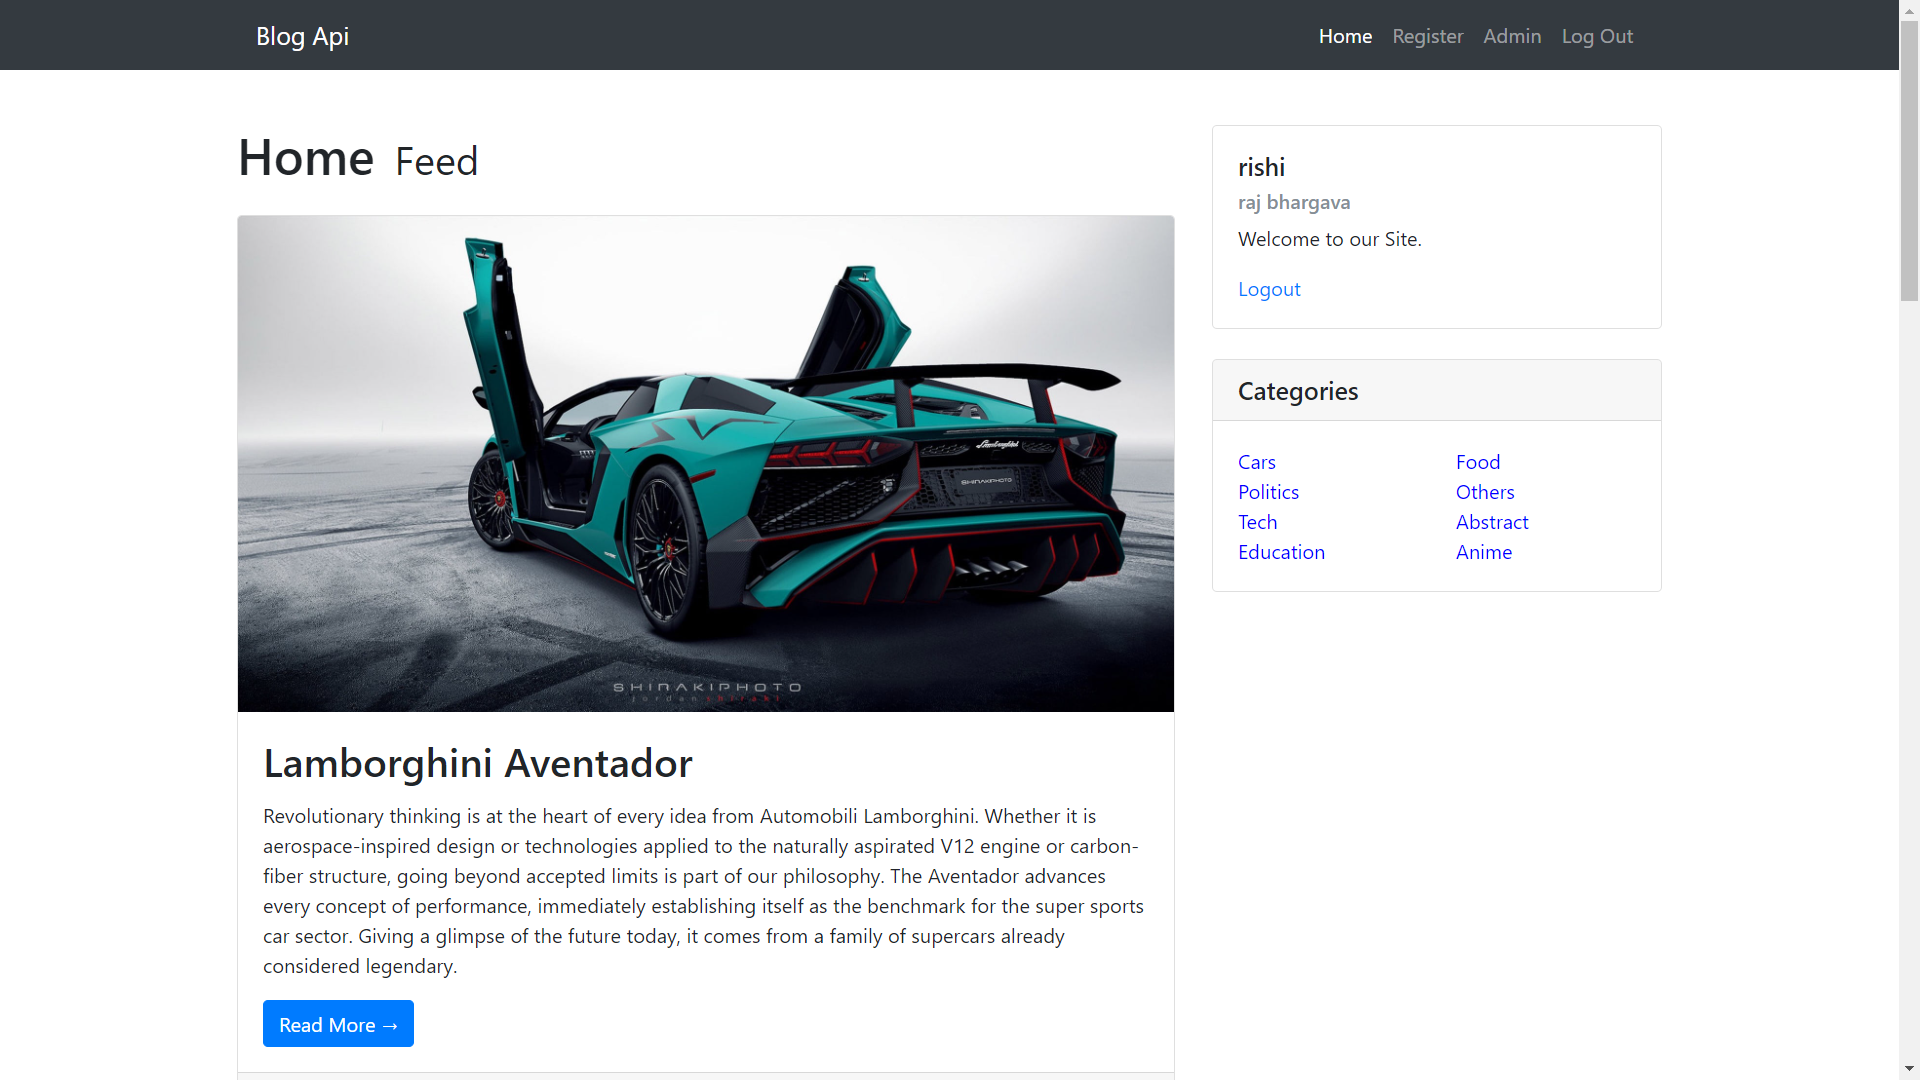 Blog Api
Home Register Admin Log Out
Home Feed
Lamborghini
SHIRAKIPHOTO
SHIRAKIPHOTO
jordan shiraki
Lamborghini Aventador
Revolutionary thinking is at the heart of every idea from Automobili Lamborghini. Whether it is
aerospace-inspired design or technologies applied to the naturally aspirated V12 engine or carbon-
fiber structure, going beyond accepted limits is part of our philosophy. The Aventador advances
every concept of performance, immediately establishing itself as the benchmark for the super sports
car sector. Giving a glimpse of the future today, it comes from a family of supercars already
considered legendary.
Read More →
rishi
raj bhargava
Welcome to our Site.
Logout
Categories
Cars
Politics
Tech
Education
Food
Others
Abstract
Anime